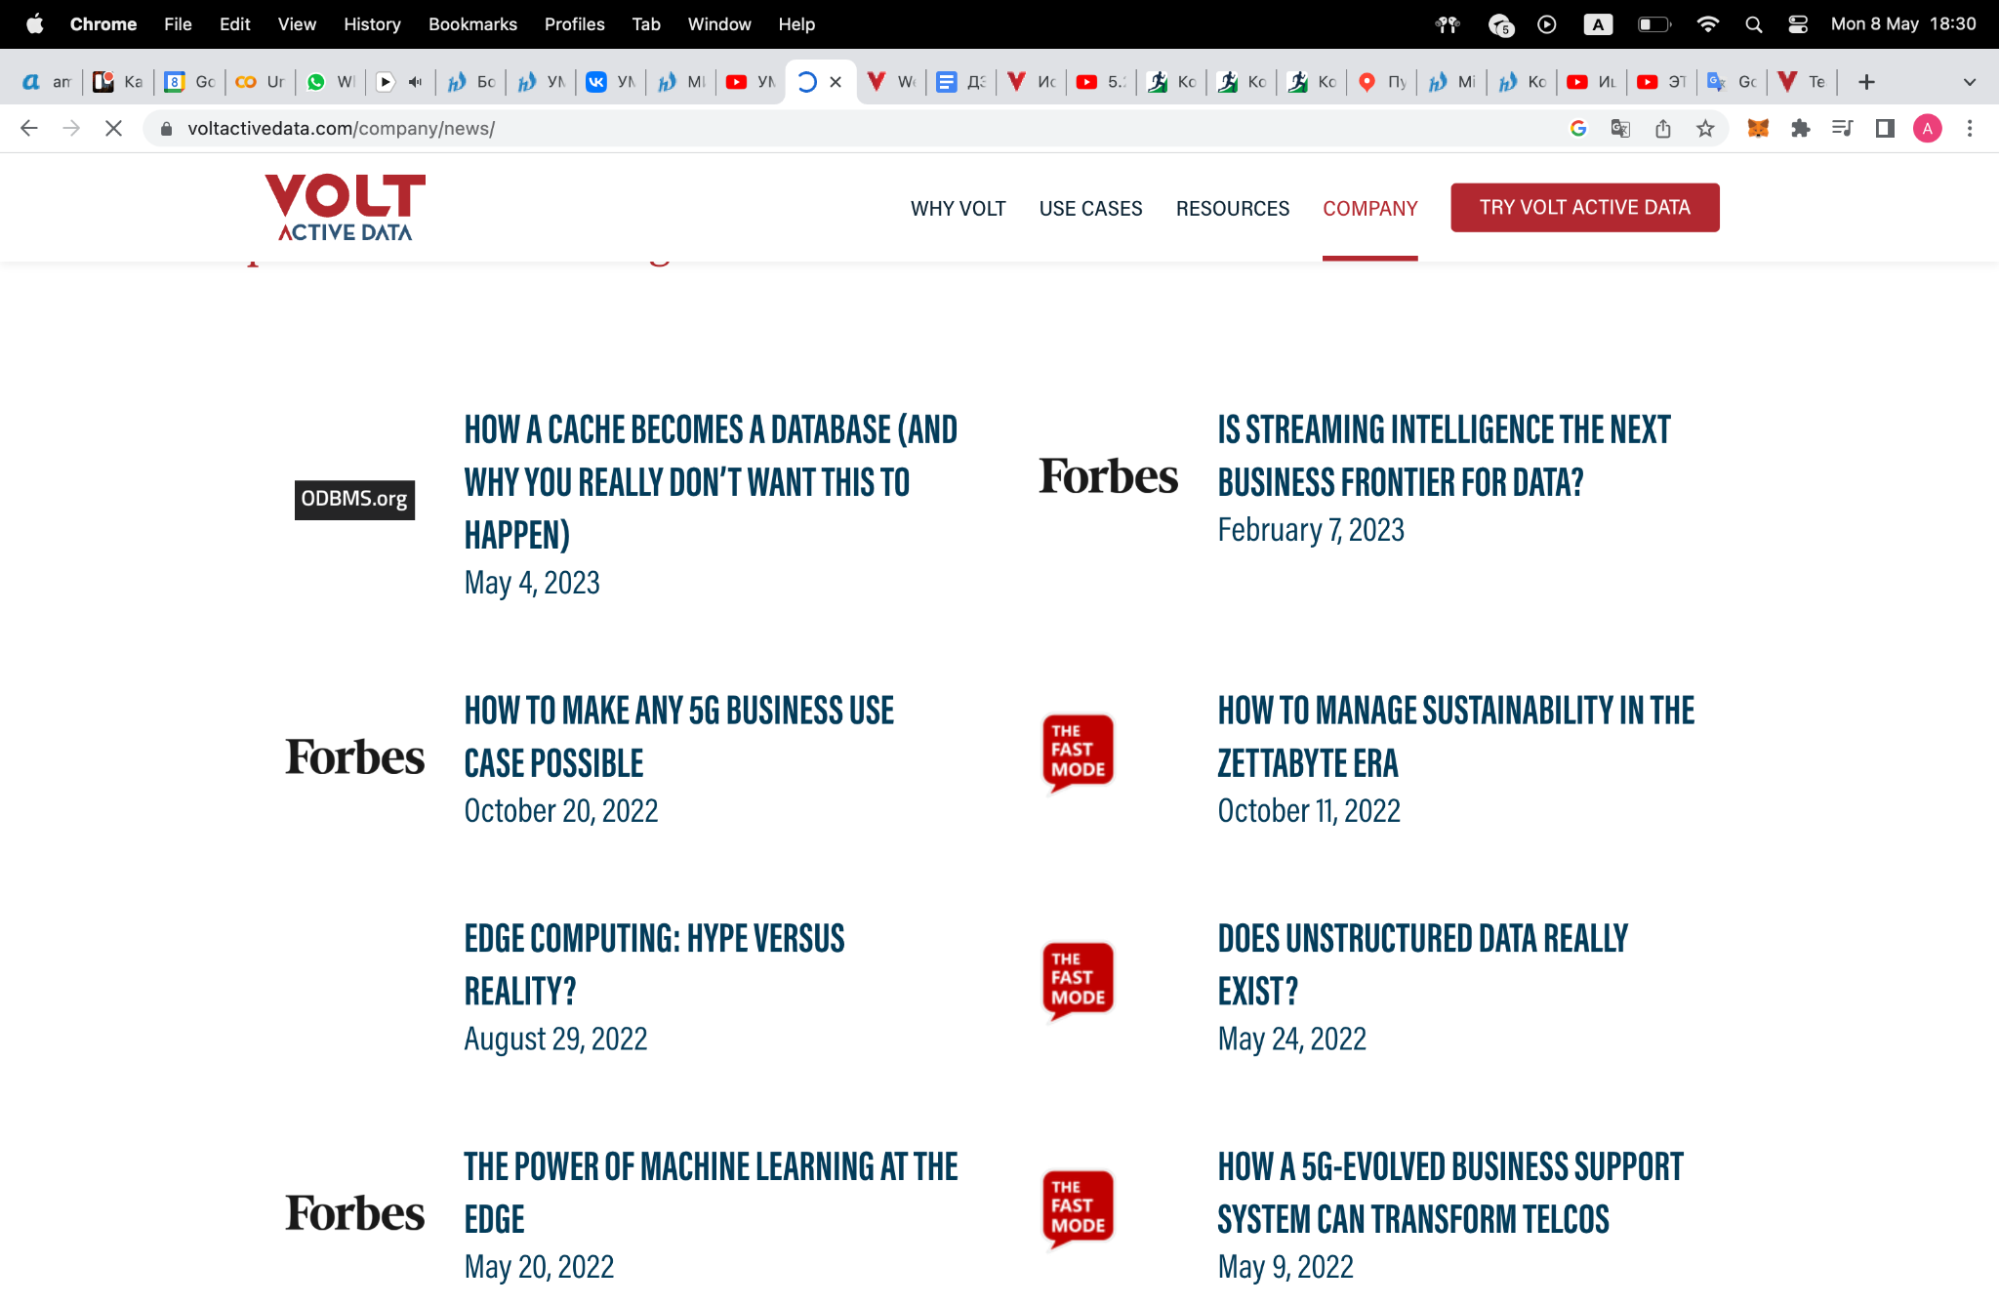 Chrome File Edit View History Bookmarks Profiles Tab Window Help
5
A
Mon 8 May 18:30
am
Ka
8
Go
Ur
Бо
УМ
УМ
УМ
Ис
5.
Ко
Ко
Ко
Пу
Mi
Ко
ЭТ
Те
voltactivedata.com/company/news/
A
VOLT
ACTIVE DATA
WHY VOLT
USE CASES
RESOURCES
COMPANY
TRY VOLT ACTIVE DATA
ODBMS.org
HOW A CACHE BECOMES A DATABASE (AND
WHY YOU REALLY DON’T WANT THIS TO
HAPPEN)
May 4, 2023
Forbes
IS STREAMING INTELLIGENCE THE NEXT
BUSINESS FRONTIER FOR DATA?
February 7, 2023
Forbes
HOW TO MAKE ANY 5G BUSINESS USE
CASE POSSIBLE
October 20, 2022
THE
FAST
MODE
HOW TO MANAGE SUSTAINABILITY IN THE
ZETTABYTE ERA
October 11, 2022
EDGE COMPUTING: HYPE VERSUS
REALITY?
August 29, 2022
THE
FAST
MODE
DOES UNSTRUCTURED DATA REALLY
EXIST?
May 24, 2022
Forbes
THE POWER OF MACHINE LEARNING AT THE
EDGE
May 20, 2022
THE
FAST
MODE
HOW A 5G-EVOLVED BUSINESS SUPPORT
SYSTEM CAN TRANSFORM TELCOS
May 9, 2022